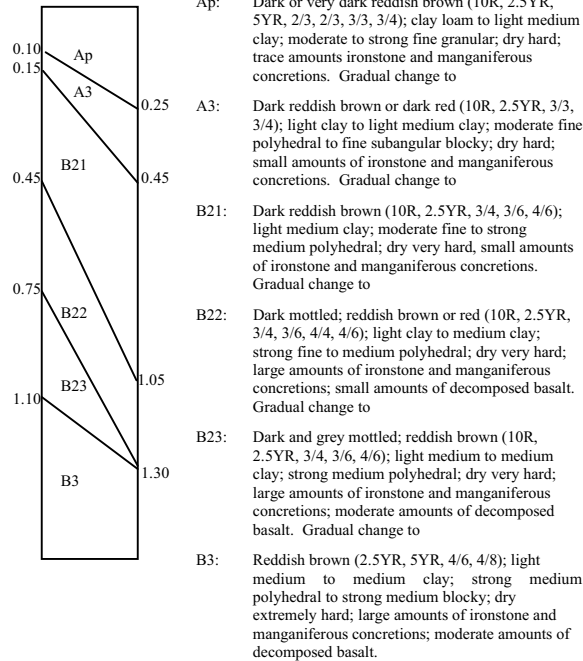 0.10
0.15
Ap
A3
0.25
B21
0.45
0.45
0.75
B22
B23
1.05
1.10
1.30
B3
Ap: Dark or very dark reddish brown (10R, 2.5YR,
5YR, 2/3, 2/3, 3/3, 3/4); clay loam to light medium
clay; moderate to strong fine granular; dry hard;
trace amounts ironstone and manganiferous
concretions. Gradual change to
A3: Dark reddish brown or dark red (10R, 2.5YR, 3/3,
3/4); light clay to light medium clay; moderate fine
polyhedral to fine subangular blocky; dry hard;
small amounts of ironstone and manganiferous
concretions. Gradual change to
B21: Dark reddish brown (10R, 2.5YR, 3/4, 3/6, 4/6);
light medium clay; moderate fine to strong
medium polyhedral; dry very hard, small amounts
of ironstone and manganiferous concretions.
Gradual change to
B22: Dark mottled; reddish brown or red (10R, 2.5YR,
3/4, 3/6, 4/4, 4/6); light clay to medium clay;
strong fine to medium polyhedral; dry very hard;
large amounts of ironstone and manganiferous
concretions; small amounts of decomposed basalt.
Gradual change to
B23: Dark and grey mottled; reddish brown (10R,
2.5YR, 3/4, 3/6, 4/6); light medium to medium
clay; strong medium polyhedral; dry very hard;
large amounts of ironstone and manganiferous
concretions; moderate amounts of decomposed
basalt. Gradual change to
B3: Reddish brown (2.5YR, 5YR, 4/6, 4/8); light
medium to medium clay; strong medium
polyhedral to strong medium blocky; dry
extremely hard; large amounts of ironstone and
manganiferous concretions; moderate amounts of
decomposed basalt.